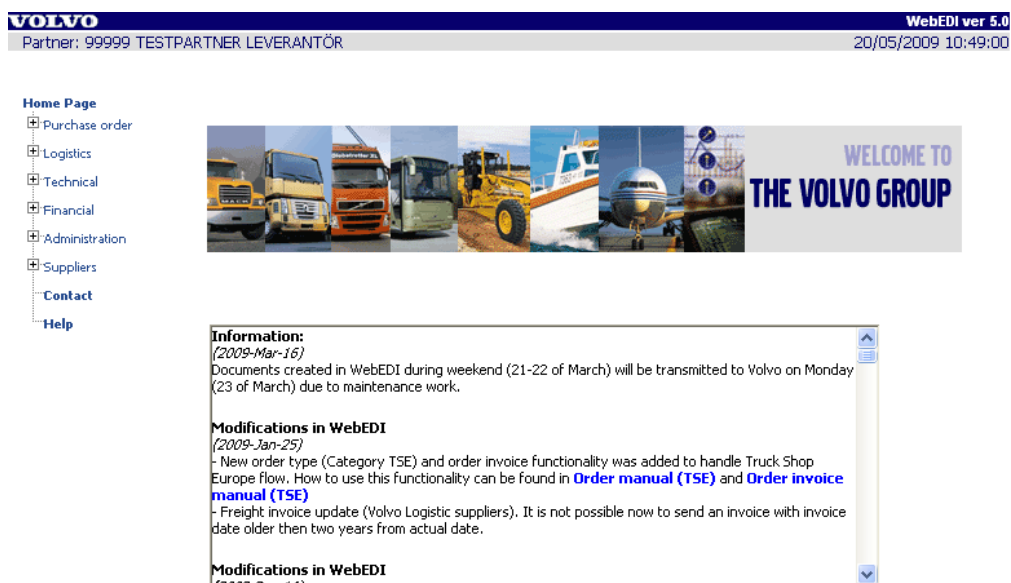 VOLVO WebEDI ver 5.0
Partner: 99999 TESTPARTNER LEVERANTÖR 20/05/2009 10:49:00
Home Page
Purchase order
Logistics
Technical
Financial
Administration
Suppliers
Contact
Help
MACK
Globetrotter XL
WELCOME TO
THE VOLVO GROUP
Information:
(2009-Mar-16)
Documents created in WebEDI during weekend (21-22 of March) will be transmitted to Volvo on Monday
(23 of March) due to maintenance work.
Modifications in WebEDI
(2009-Jan-25)
- New order type (Category TSE) and order invoice functionality was added to handle Truck Shop
Europe flow. How to use this functionality can be found in Order manual (TSE) and Order invoice
manual (TSE)
- Freight invoice update (Volvo Logistic suppliers). It is not possible now to send an invoice with invoice
date older then two years from actual date.
Modifications in WebEDI